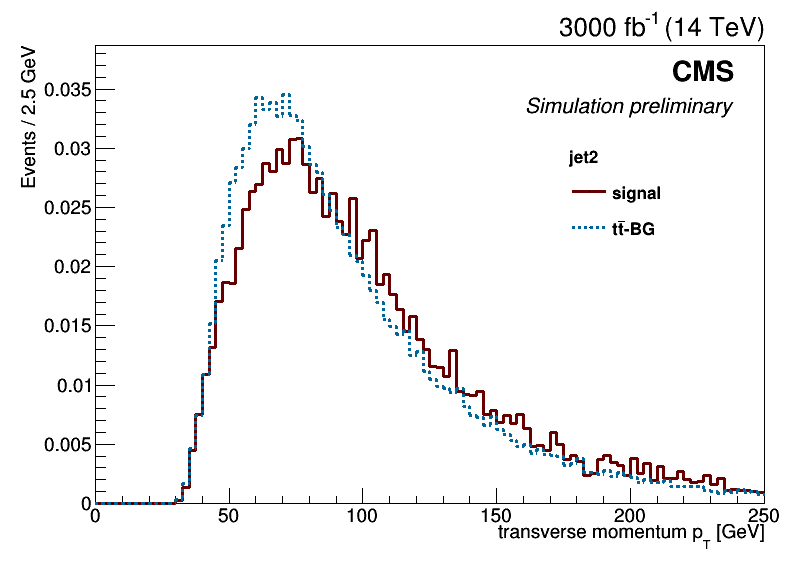 3000 fb⁻¹ (14 TeV)
CMS
Simulation preliminary
jet2
signal
tt̄-BG
Events / 2.5 GeV
0.035
0.03
0.025
0.02
0.015
0.01
0.005
0
0 50 100 150 200 250
transverse momentum p_T [GeV]